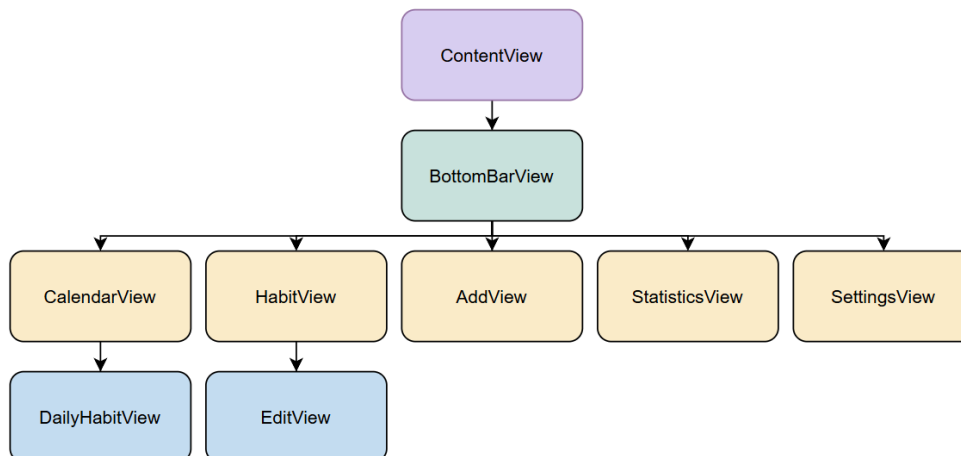 ContentView
BottomBarView
CalendarView
HabitView
AddView
StatisticsView
SettingsView
DailyHabitView
EditView